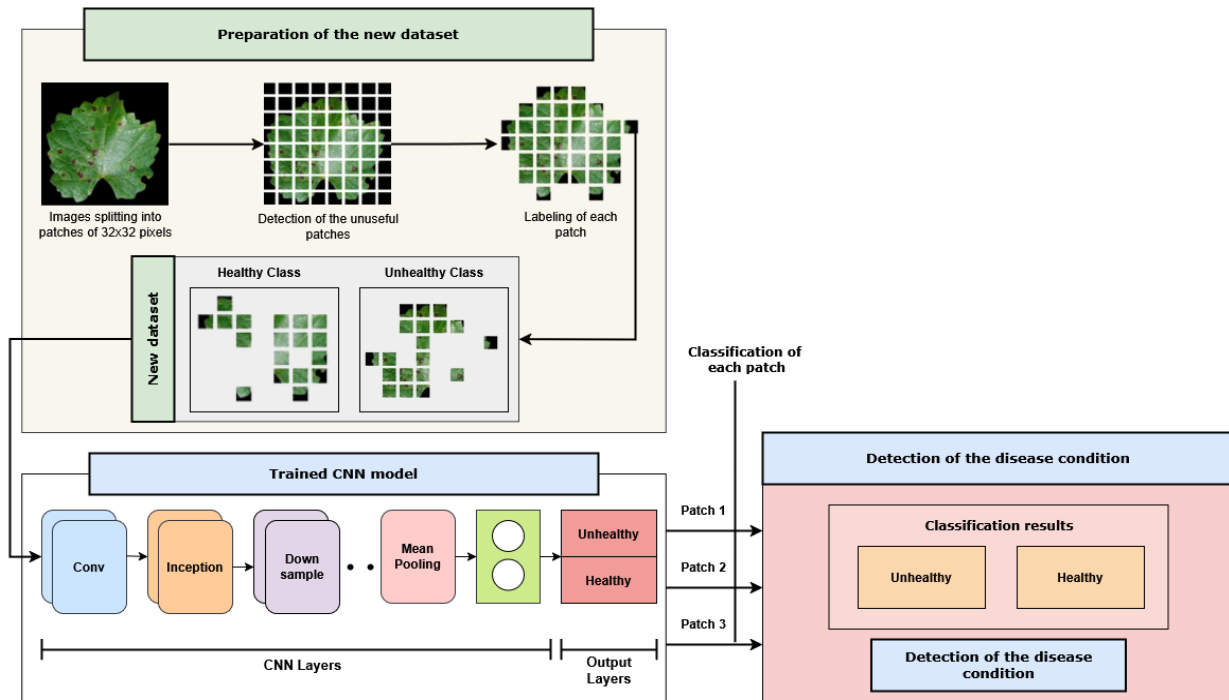 Preparation of the new dataset
Images splitting into
patches of 32x32 pixels
Detection of the unuseful
patches
Labeling of each
patch
New dataset
Healthy Class
Unhealthy Class
Classification of
each patch
Trained CNN model
Conv
Inception
Down
sample
Mean
Pooling
Unhealthy
Healthy
CNN Layers
Output
Layers
Patch 1
Patch 2
Patch 3
Detection of the disease condition
Classification results
Unhealthy
Healthy
Detection of the disease
condition